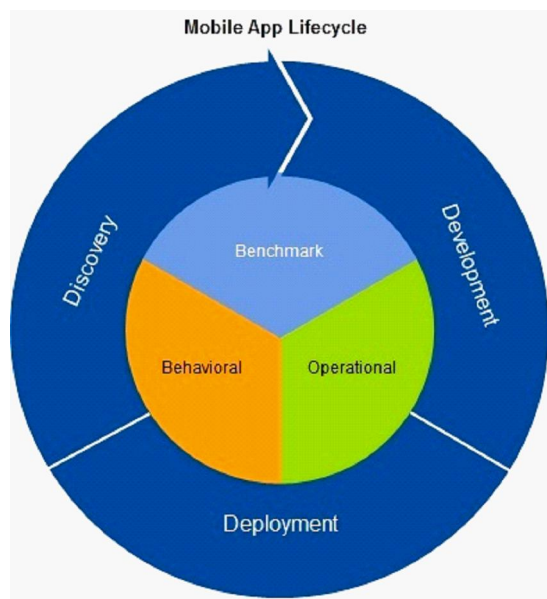 Mobile App Lifecycle
Discovery
Development
Benchmark
Behavioral
Operational
Deployment